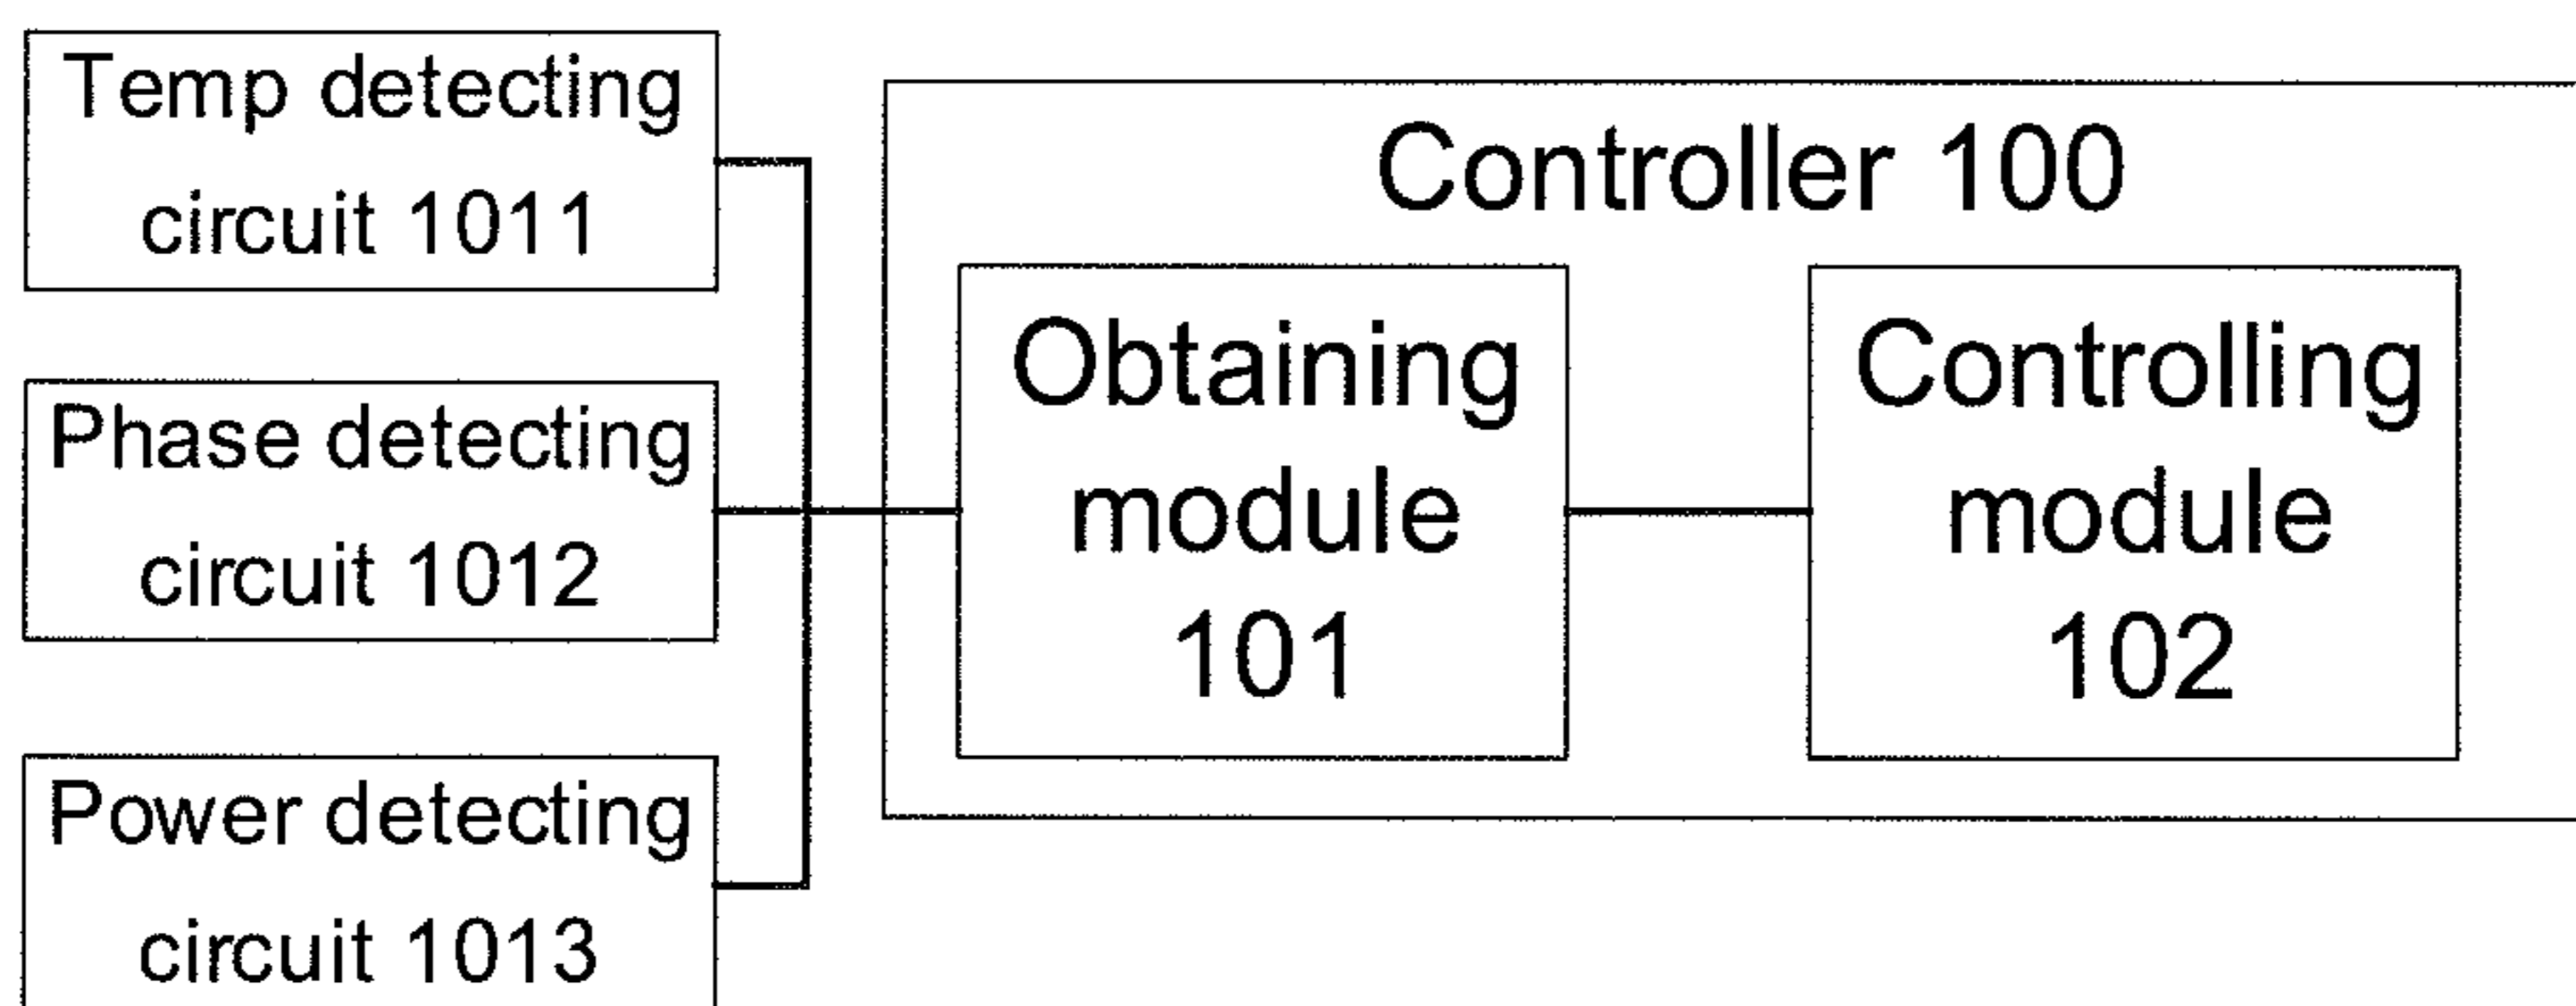 Temp detecting
circuit 1011
Phase detecting
circuit 1012
Power detecting
circuit 1013
Controller 100
Obtaining
module
101
Controlling
module
102